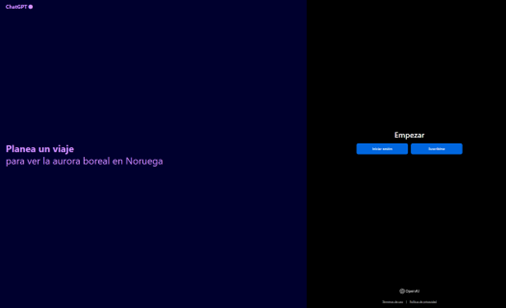 ChatGPT
Planea un viaje
para ver la aurora boreal en Noruega
Empezar
Iniciar sesión
Suscribirse
OpenAI
Términos de uso | Política de privacidad